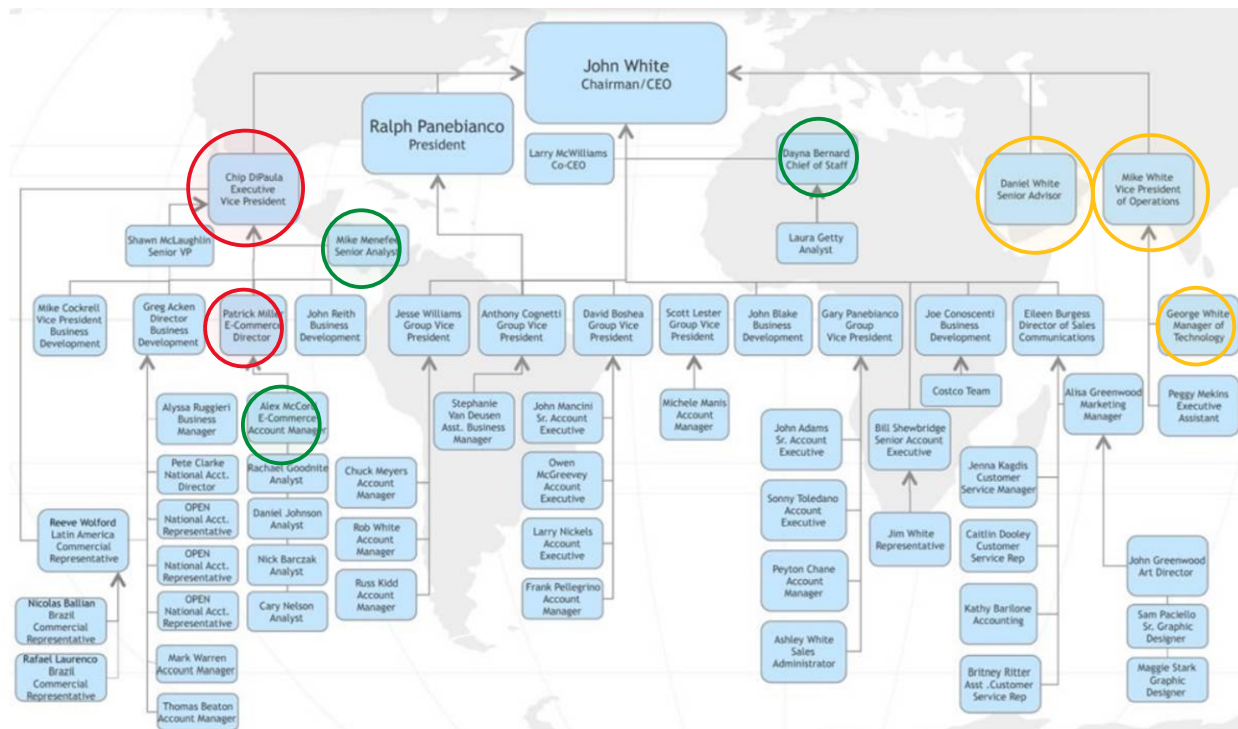 John White
Chairman/CEO
Ralph Panebianco
President
Larry McWilliams
Co-CEO
Dayna Bernard
Chief of Staff
Chip DiPaula
Executive
Vice President
Daniel White
Senior Advisor
Mike White
Vice President
of Operations
Shawn McLaughlin
Senior VP
Mike Menefee
Senior Analyst
Laura Getty
Analyst
Mike Cockrell
Vice President
Business
Development
Greg Acken
Director
Business
Development
Patrick Miller
E-Commerce
Director
John Reith
Business
Development
Jesse Williams
Group Vice
President
Anthony Cognetti
Group Vice
President
David Boshea
Group Vice
President
Scott Lester
Group Vice
President
John Blake
Business
Development
Gary Panebianco
Group
Vice President
Joe Conoscenti
Business
Development
Eileen Burgess
Director of Sales
Communications
George White
Manager of
Technology
Alyssa Ruggieri
Business
Manager
Alex McCord
E-Commerce
Account Manager
Stephanie
Van Deusen
Asst. Business
Manager
John Mancini
Sr. Account
Executive
Michele Manis
Account
Manager
Costco Team
Alisa Greenwood
Marketing
Manager
Peggy Mekins
Executive
Assistant
John Adams
Sr. Account
Executive
Bill Shewbridge
Senior Account
Executive
Pete Clarke
National Acct.
Director
Rachael Goodnite
Analyst
Chuck Meyers
Account
Manager
Owen
McGreevey
Account
Executive
Jenna Kagdis
Customer
Service Manager
Sonny Toledano
Account
Executive
Reeve Wolford
Latin America
Commercial
Representative
OPEN
National Acct.
Representative
Daniel Johnson
Analyst
Rob White
Account
Manager
Larry Nickels
Account
Executive
Jim White
Representative
Caitlin Dooley
Customer
Service Rep
OPEN
National Acct.
Representative
Nick Barczak
Analyst
Russ Kidd
Account
Manager
Frank Pellegrino
Account
Manager
Peyton Chane
Account
Manager
John Greenwood
Art Director
OPEN
National Acct.
Representative
Cary Nelson
Analyst
Kathy Barilone
Accounting
Nicolas Ballian
Brazil
Commercial
Representative
Sam Paciello
Sr. Graphic
Designer
Ashley White
Sales
Administrator
Rafael Laurenco
Brazil
Commercial
Representative
Mark Warren
Account Manager
Britney Ritter
Asst .Customer
Service Rep
Maggie Stark
Graphic
Designer
Thomas Beaton
Account Manager